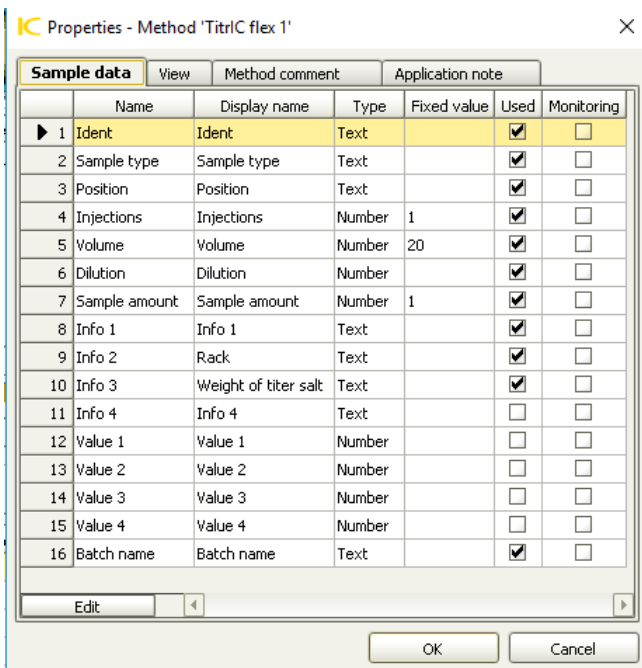 IC Properties - Method 'TitrIC flex 1'
Sample data View Method comment Application note
Name Display name Type Fixed value Used Monitoring
1 Ident Ident Text
2 Sample type Sample type Text
3 Position Position Text
4 Injections Injections Number 1
5 Volume Volume Number 20
6 Dilution Dilution Number
7 Sample amount Sample amount Number 1
8 Info 1 Info 1 Text
9 Info 2 Rack Text
10 Info 3 Weight of titer salt Text
11 Info 4 Info 4 Text
12 Value 1 Value 1 Number
13 Value 2 Value 2 Number
14 Value 3 Value 3 Number
15 Value 4 Value 4 Number
16 Batch name Batch name Text
Edit
OK Cancel